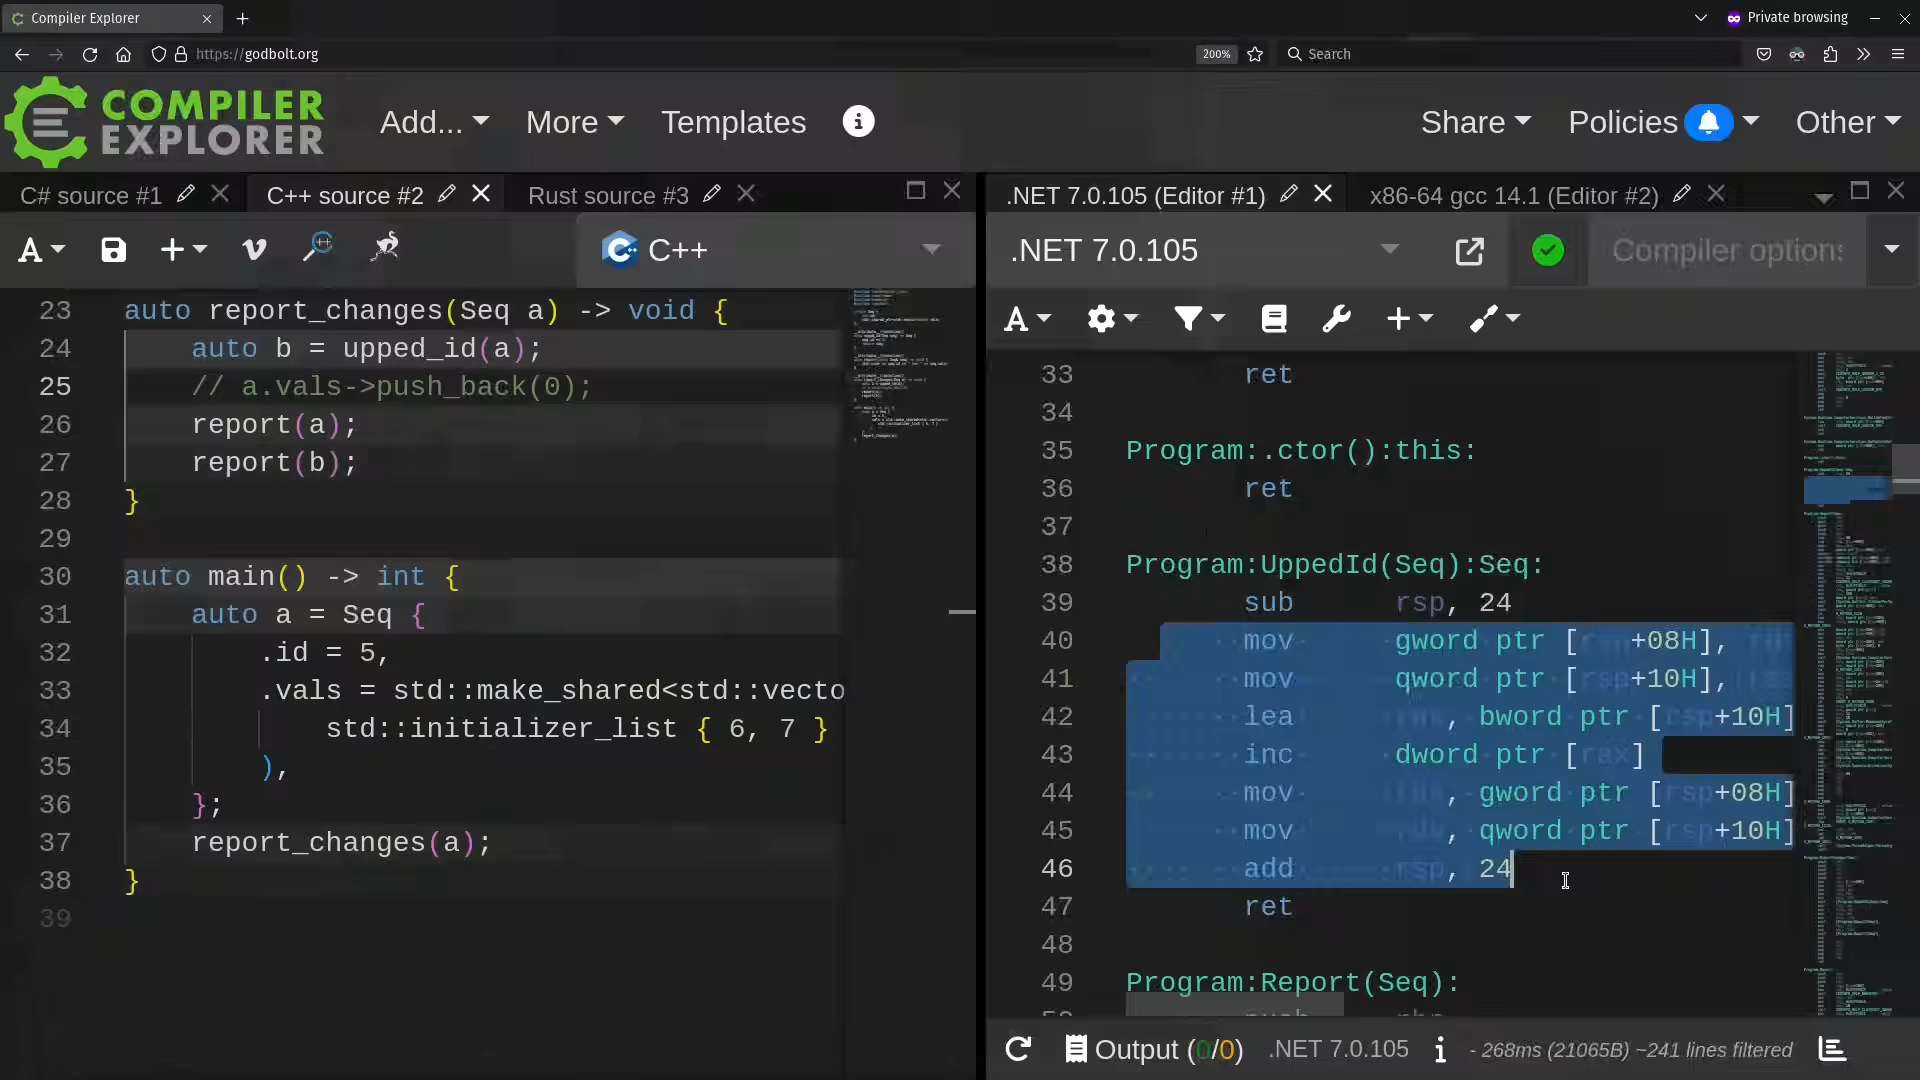 Compiler Explorer
Private browsing
https://godbolt.org
200%
Search
COMPILER
EXPLORER
Add...
More
Templates
Share
Policies
Other
C# source #1
C++ source #2
Rust source #3
.NET 7.0.105 (Editor #1)
x86-64 gcc 14.1 (Editor #2)
A
C++
.NET 7.0.105
Compiler options
A
23 auto report_changes(Seq a) -> void {
24 auto b = upped_id(a);
25 // a.vals->push_back(0);
26 report(a);
27 report(b);
28 }
29
30 auto main() -> int {
31 auto a = Seq {
32 .id = 5,
33 .vals = std::make_shared<std::vecto
34 std::initializer_list { 6, 7 }
35 ),
36 };
37 report_changes(a);
38 }
39
33 ret
34
35 Program:.ctor():this:
36 ret
37
38 Program:UppedId(Seq):Seq:
39 sub rsp, 24
40 mov gword ptr [rsp+08H],
41 mov qword ptr [rsp+10H],
42 lea , bword ptr [rsp+10H]
43 inc dword ptr [rax]
44 mov , gword ptr [rsp+08H]
45 mov , qword ptr [rsp+10H]
46 add rsp, 24
47 ret
48
49 Program:Report(Seq):
Output (0/0) .NET 7.0.105 i - 268ms (21065B) ~241 lines filtered